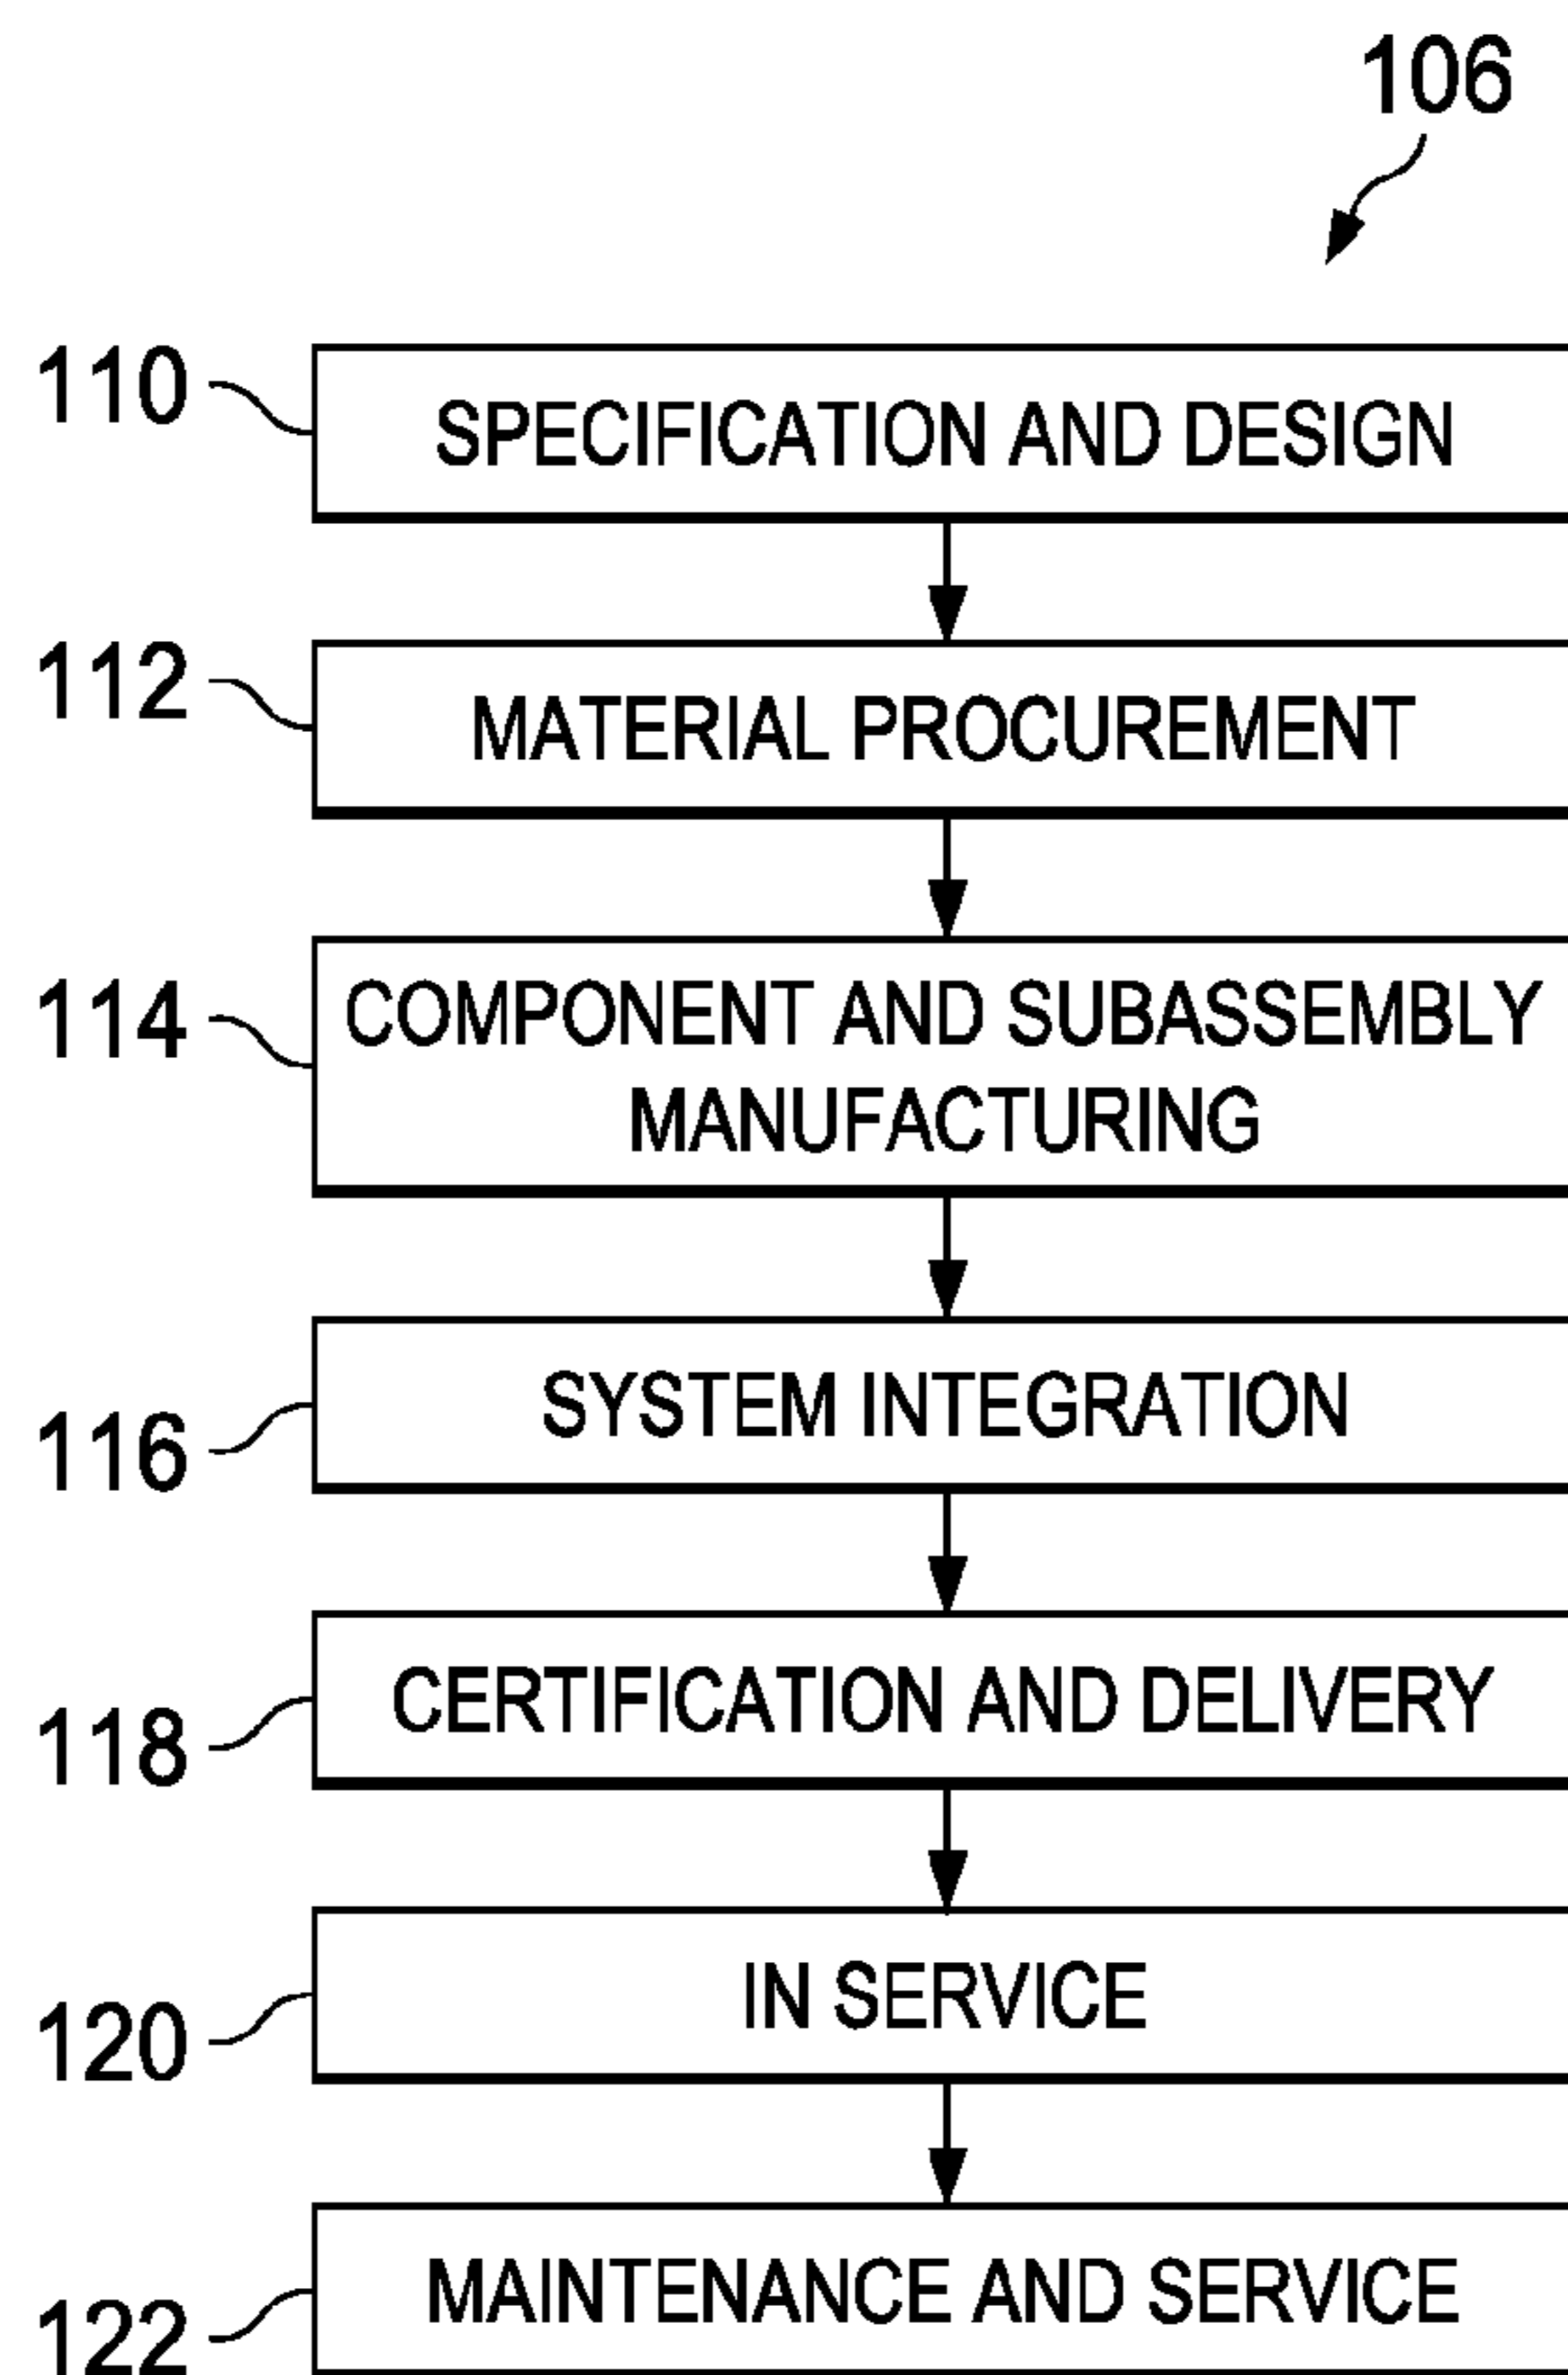 106
110
SPECIFICATION AND DESIGN
112
MATERIAL PROCUREMENT
114
COMPONENT AND SUBASSEMBLY
MANUFACTURING
116
SYSTEM INTEGRATION
118
CERTIFICATION AND DELIVERY
120
IN SERVICE
122
MAINTENANCE AND SERVICE